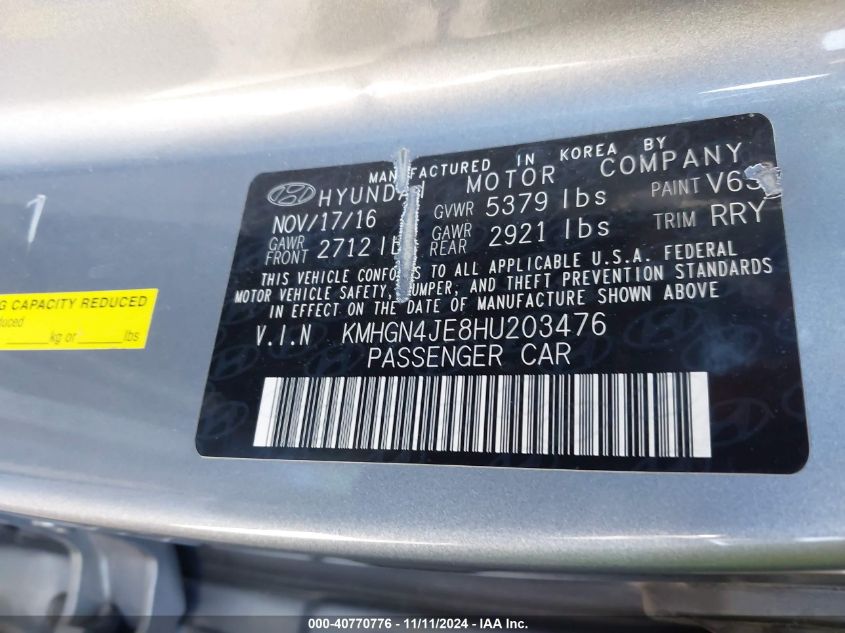 MANUFACTURED IN KOREA BY
HYUNDAI MOTOR COMPANY
NOV/17/16 GVWR 5379 lbs PAINT
GAWR FRONT 2712 lbs GAWR REAR 2921 lbs TRIM RRY
THIS VEHICLE CONFORMS TO ALL APPLICABLE U.S.A. FEDERAL
MOTOR VEHICLE SAFETY, BUMPER, AND THEFT PREVENTION STANDARDS
IN EFFECT ON THE DATE OF MANUFACTURE SHOWN ABOVE
V.I.N KMHGN4JE8HU203476
PASSENGER CAR
1
CAPACITY REDUCED
kg or lbs
000-40770776 - 11/11/2024 - IAA Inc.